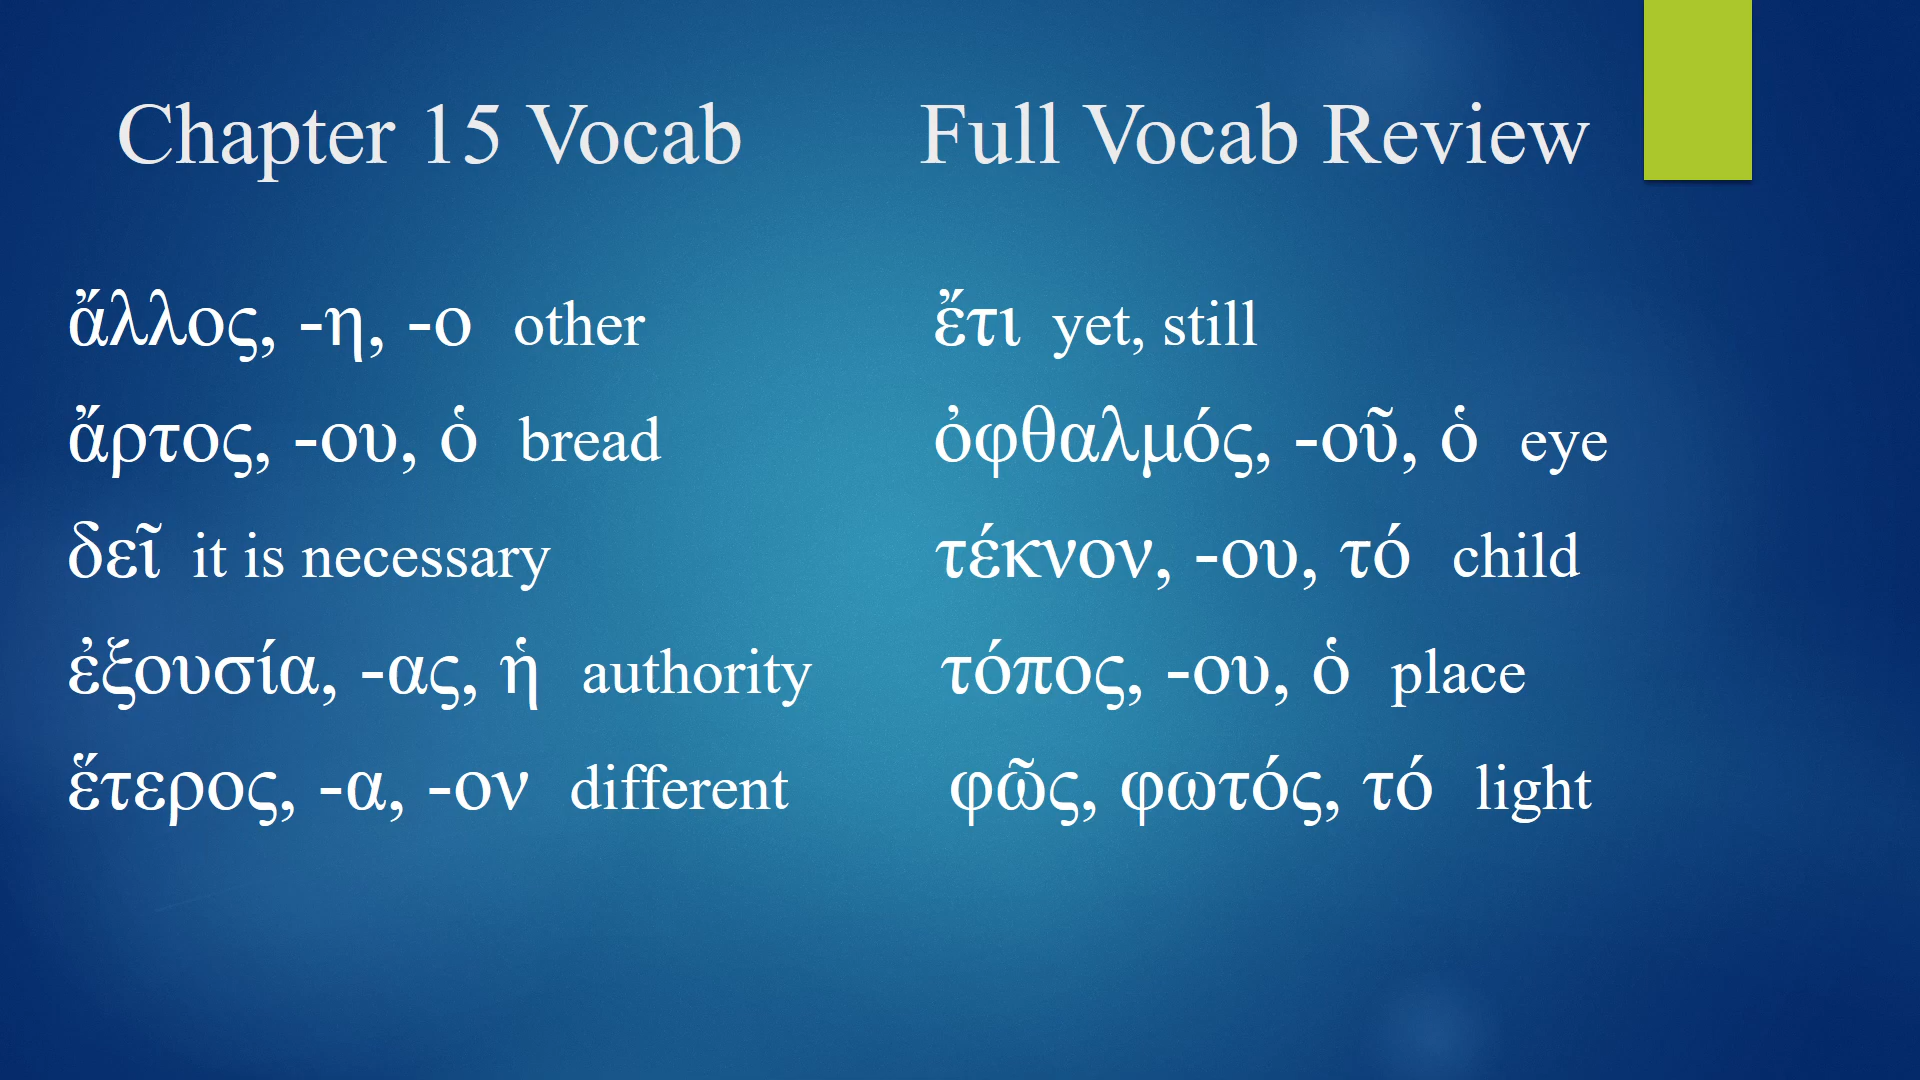 Chapter 15 Vocab
ἄλλος, -η, -ο other
ἄρτος, -ου, ὁ bread
δεῖ it is necessary
ἐξουσία, -ας, ἡ authority
ἕτερος, -α, -ον different
Full Vocab Review
ἔτι yet, still
ὀφθαλμός, -οῦ, ὁ eye
τέκνον, -ου, τό child
τόπος, -ου, ὁ place
φῶς, φωτός, τό light